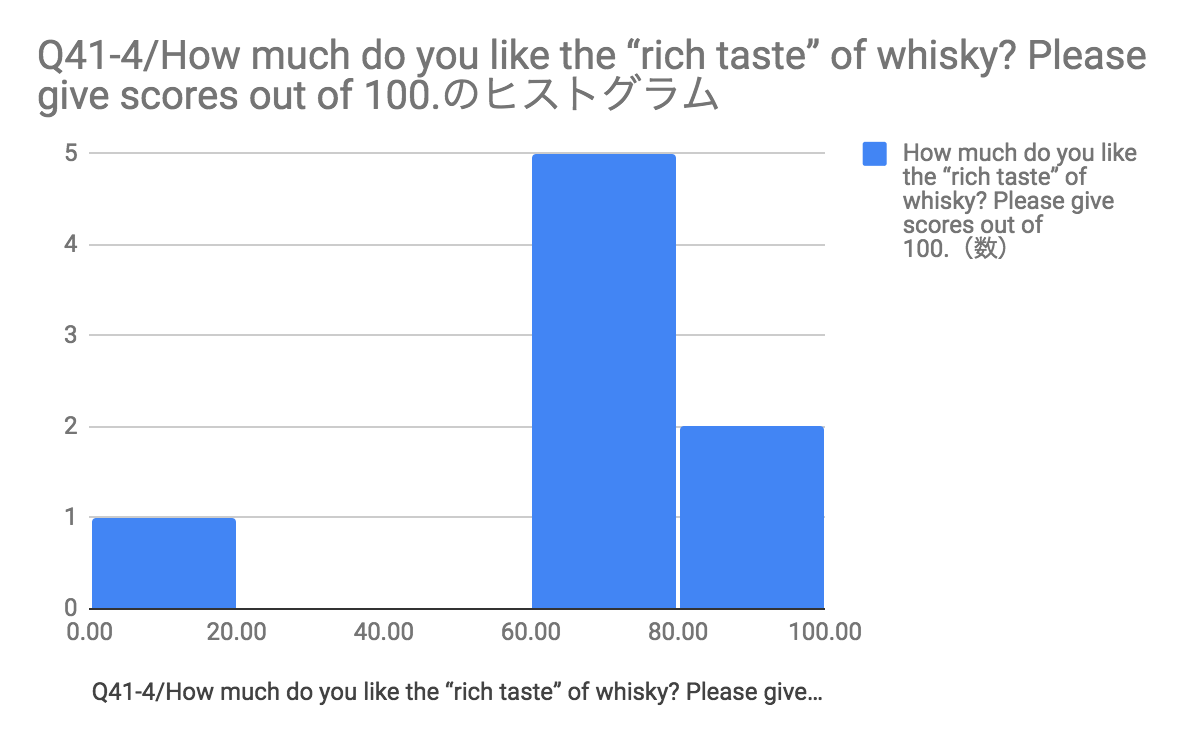 Q41-4/How much do you like the “rich taste” of whisky? Please
give scores out of 100.のヒストグラム
5
4
3
2
1
0
0.00 20.00 40.00 60.00 80.00 100.00
Q41-4/How much do you like the “rich taste” of whisky? Please give…
How much do you like
the “rich taste” of
whisky? Please give
scores out of
100.（数）